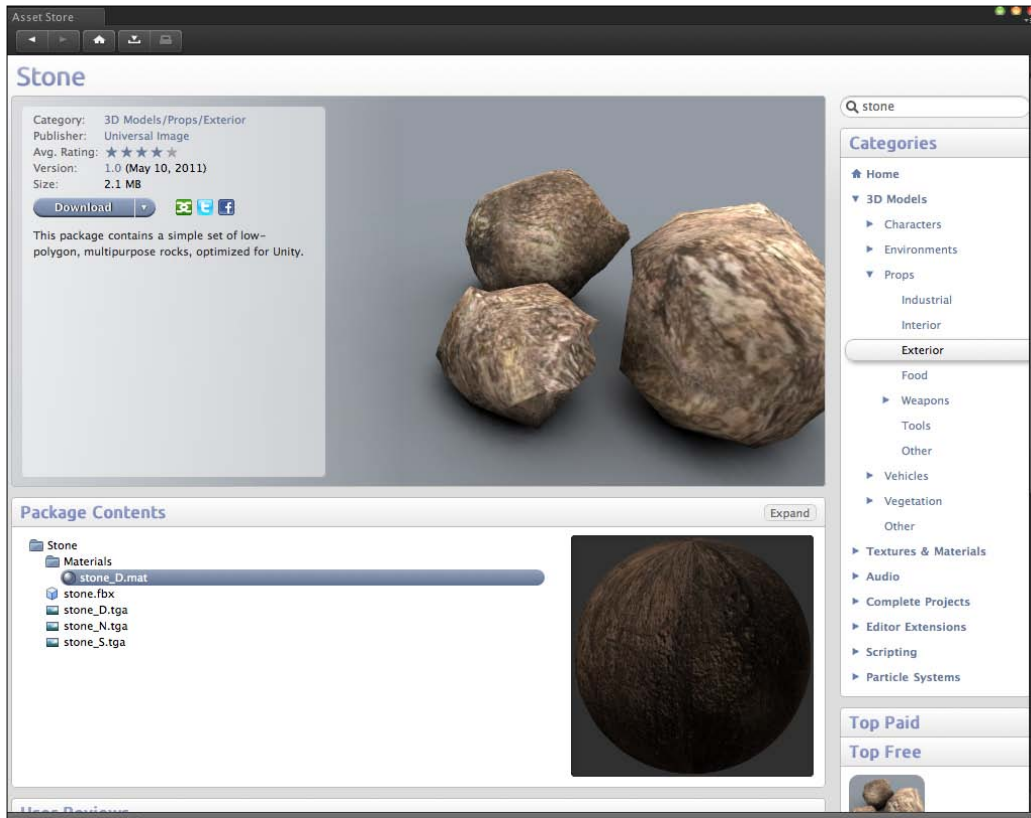 Asset Store
Stone
Category: 3D Models/Props/Exterior
Publisher: Universal Image
Avg. Rating:
Version: 1.0 (May 10, 2011)
Size: 2.1 MB
Download
This package contains a simple set of low-
polygon, multipurpose rocks, optimized for Unity.
Package Contents
Expand
Stone
Materials
stone_D.mat
stone.fbx
stone_D.tga
stone_N.tga
stone_S.tga
User Reviews
stone
Categories
Home
3D Models
Characters
Environments
Props
Industrial
Interior
Exterior
Food
Weapons
Tools
Other
Vehicles
Vegetation
Other
Textures & Materials
Audio
Complete Projects
Editor Extensions
Scripting
Particle Systems
Top Paid
Top Free